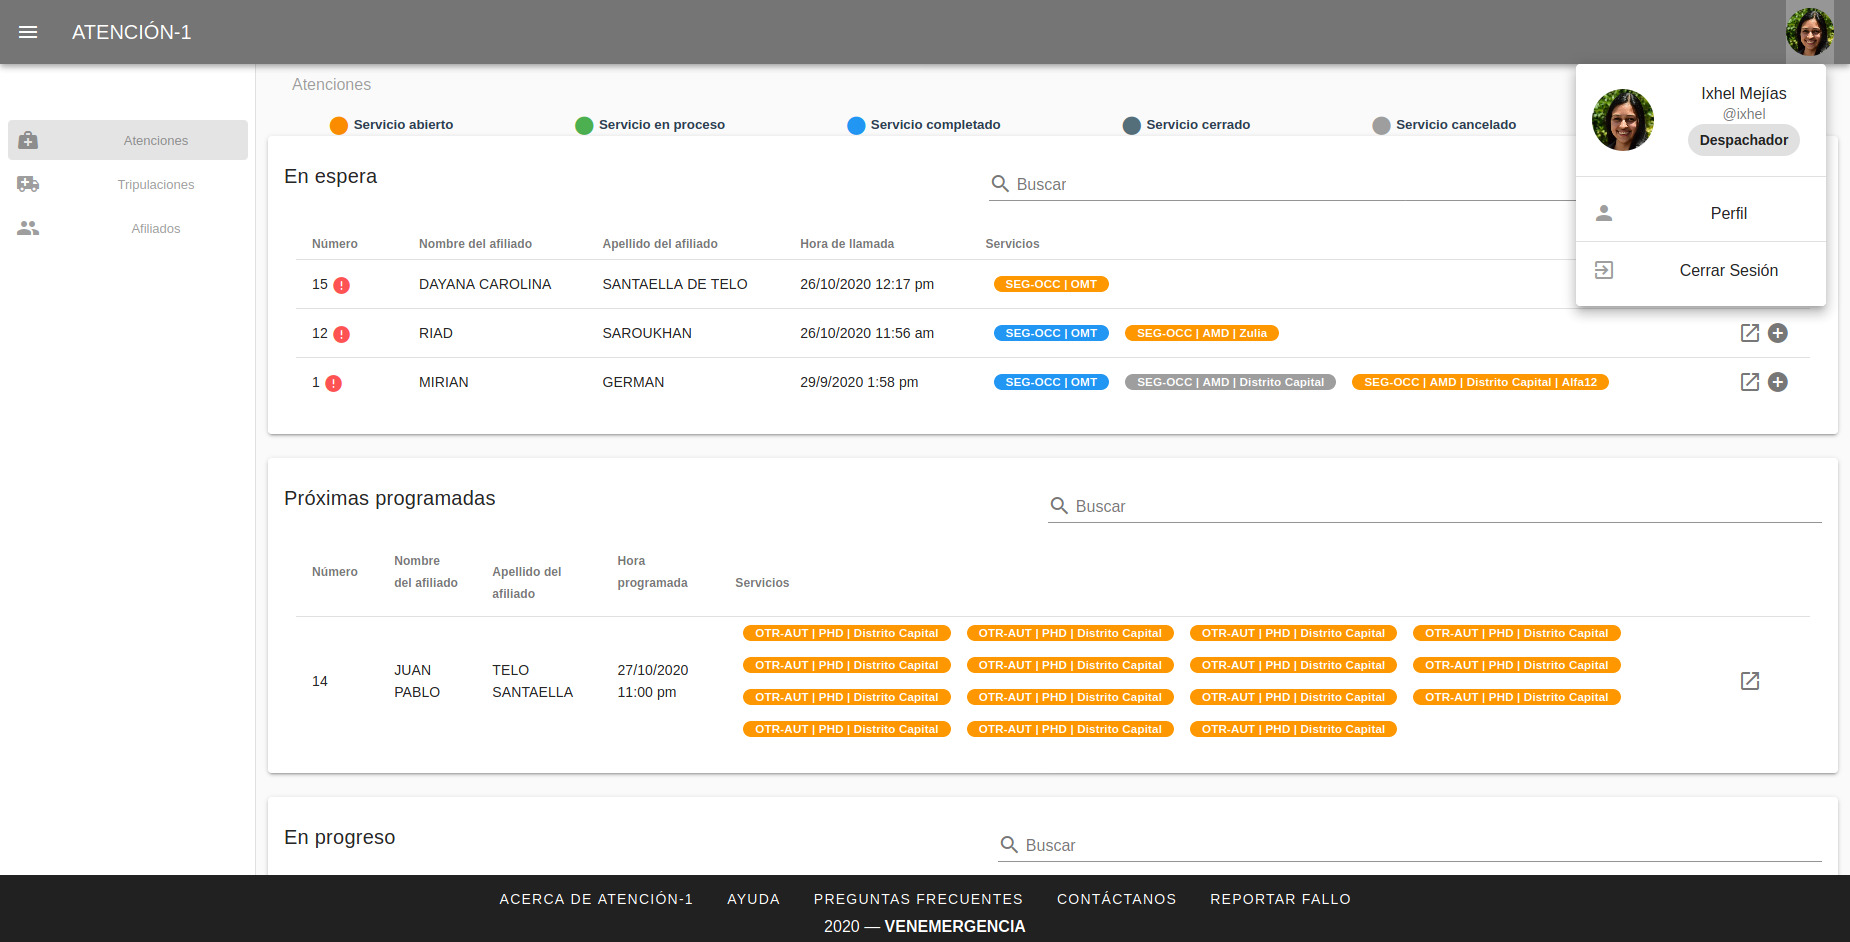 ATENCIÓN-1
Ixhel Mejías
@ixhel
Despachador
Perfil
Cerrar Sesión
Atenciones
Tripulaciones
Afiliados
Atenciones
Servicio abierto Servicio en proceso Servicio completado Servicio cerrado Servicio cancelado
En espera
Buscar
Número Nombre del afiliado Apellido del afiliado Hora de llamada Servicios
15 DAYANA CAROLINA SANTAELLA DE TELO 26/10/2020 12:17 pm SEG-OCC | OMT
12 RIAD SAROUKHAN 26/10/2020 11:56 am SEG-OCC | OMT SEG-OCC | AMD | Zulia
1 MIRIAN GERMAN 29/9/2020 1:58 pm SEG-OCC | OMT SEG-OCC | AMD | Distrito Capital SEG-OCC | AMD | Distrito Capital | Alfa12
Próximas programadas
Buscar
Número
Nombre
del afiliado
Apellido del
afiliado
Hora
programada
Servicios
14
JUAN
PABLO
TELO
SANTAELLA
27/10/2020
11:00 pm
OTR-AUT | PHD | Distrito Capital OTR-AUT | PHD | Distrito Capital OTR-AUT | PHD | Distrito Capital OTR-AUT | PHD | Distrito Capital
OTR-AUT | PHD | Distrito Capital OTR-AUT | PHD | Distrito Capital OTR-AUT | PHD | Distrito Capital OTR-AUT | PHD | Distrito Capital
OTR-AUT | PHD | Distrito Capital OTR-AUT | PHD | Distrito Capital OTR-AUT | PHD | Distrito Capital OTR-AUT | PHD | Distrito Capital
OTR-AUT | PHD | Distrito Capital OTR-AUT | PHD | Distrito Capital OTR-AUT | PHD | Distrito Capital
En progreso
Buscar
ACERCA DE ATENCIÓN-1 AYUDA PREGUNTAS FRECUENTES CONTÁCTANOS REPORTAR FALLO
2020 — VENEMERGENCIA